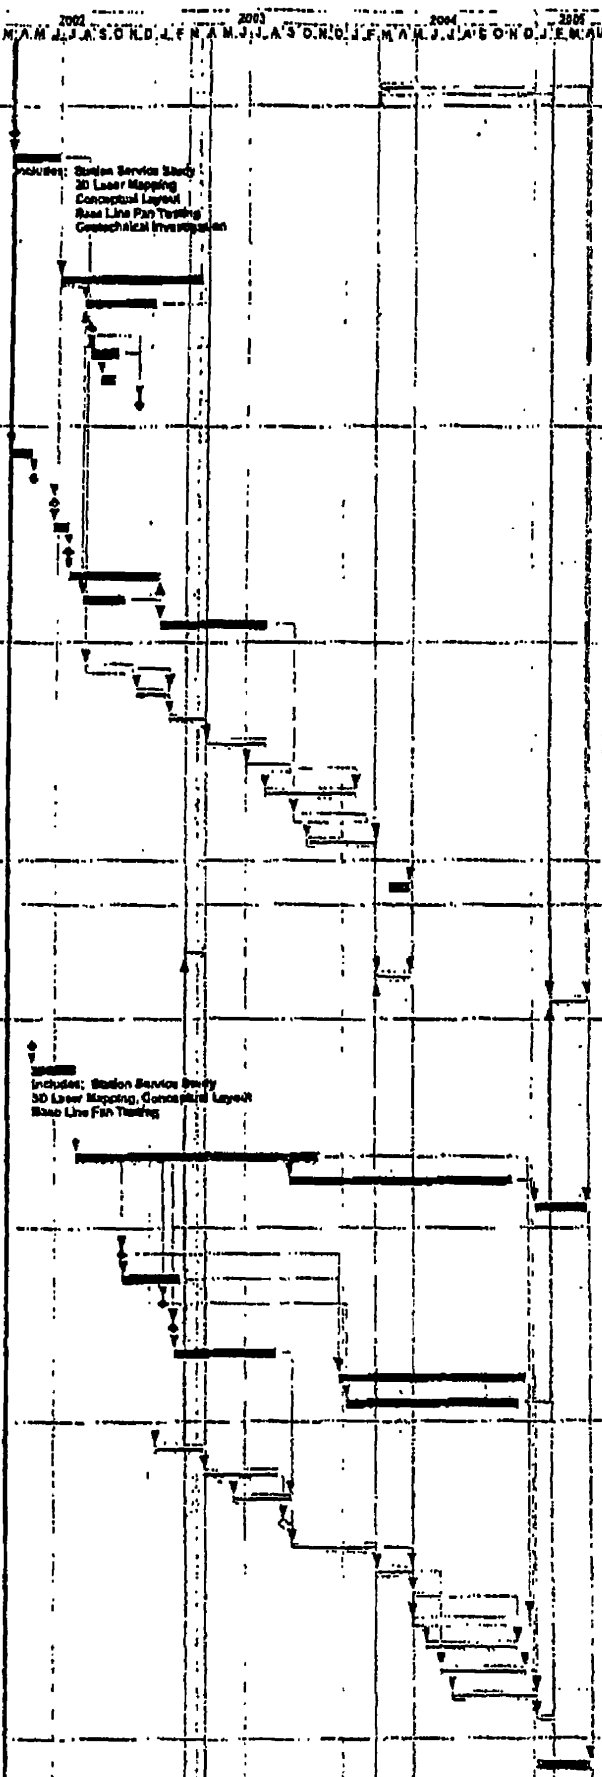 2002 2003 2004 2005
M A M J J A S O N D J F M A M J J A S O N D J F M A M J J A S O N D J F M A M
Includes: Station Service Study
3D Laser Mapping
Conceptual Layout
Base Line Fan Testing
Geotechnical Investigation
Includes; Station Service Study
3D Laser Mapping, Conceptual Layout
Base Line Fan Testing